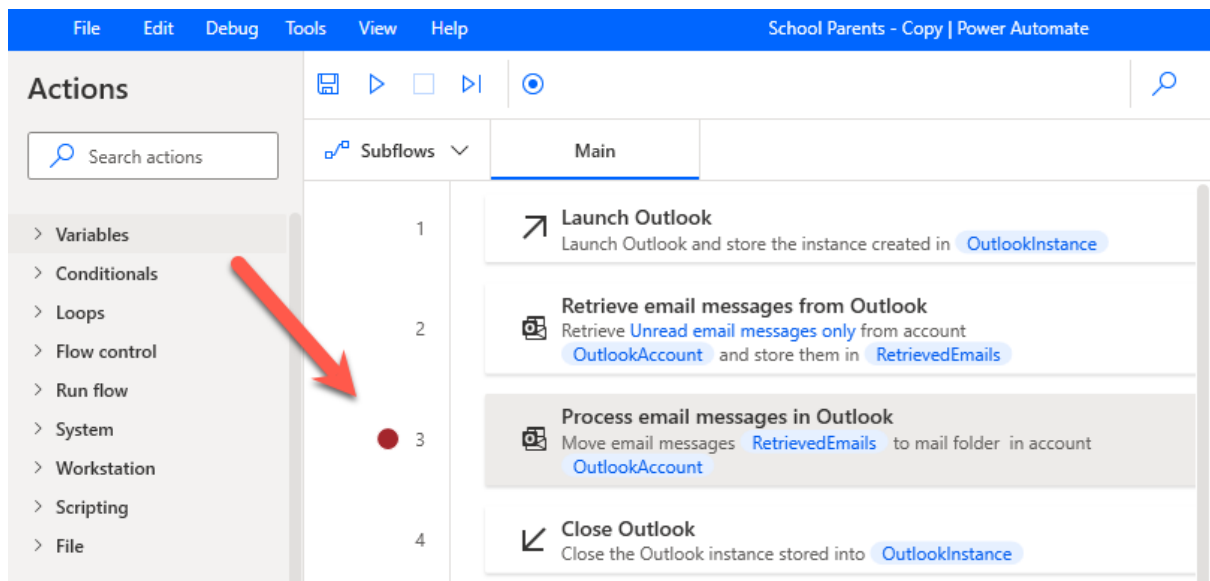 File Edit Debug Tools View Help School Parents - Copy | Power Automate
Actions
Search actions
Subflows Main
Variables
Conditionals
Loops
Flow control
Run flow
System
Workstation
Scripting
File
1 Launch Outlook
Launch Outlook and store the instance created in OutlookInstance
2 Retrieve email messages from Outlook
Retrieve Unread email messages only from account
OutlookAccount and store them in RetrievedEmails
3 Process email messages in Outlook
Move email messages RetrievedEmails to mail folder in account
OutlookAccount
4 Close Outlook
Close the Outlook instance stored into OutlookInstance